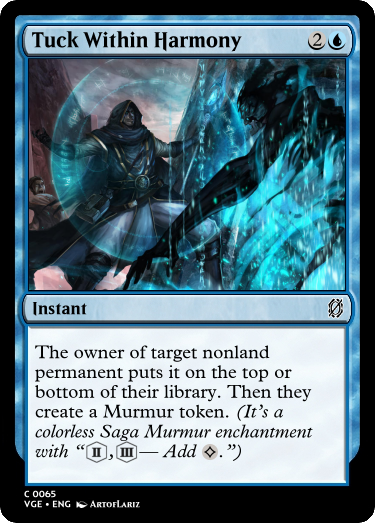 Tuck Within Harmony 2
Instant
The owner of target nonland
permanent puts it on the top or
bottom of their library. Then they
create a Murmur token. (It's a
colorless Saga Murmur enchantment
with “II, III— Add .”)
C 0065
VGE • ENG ArtofLariz